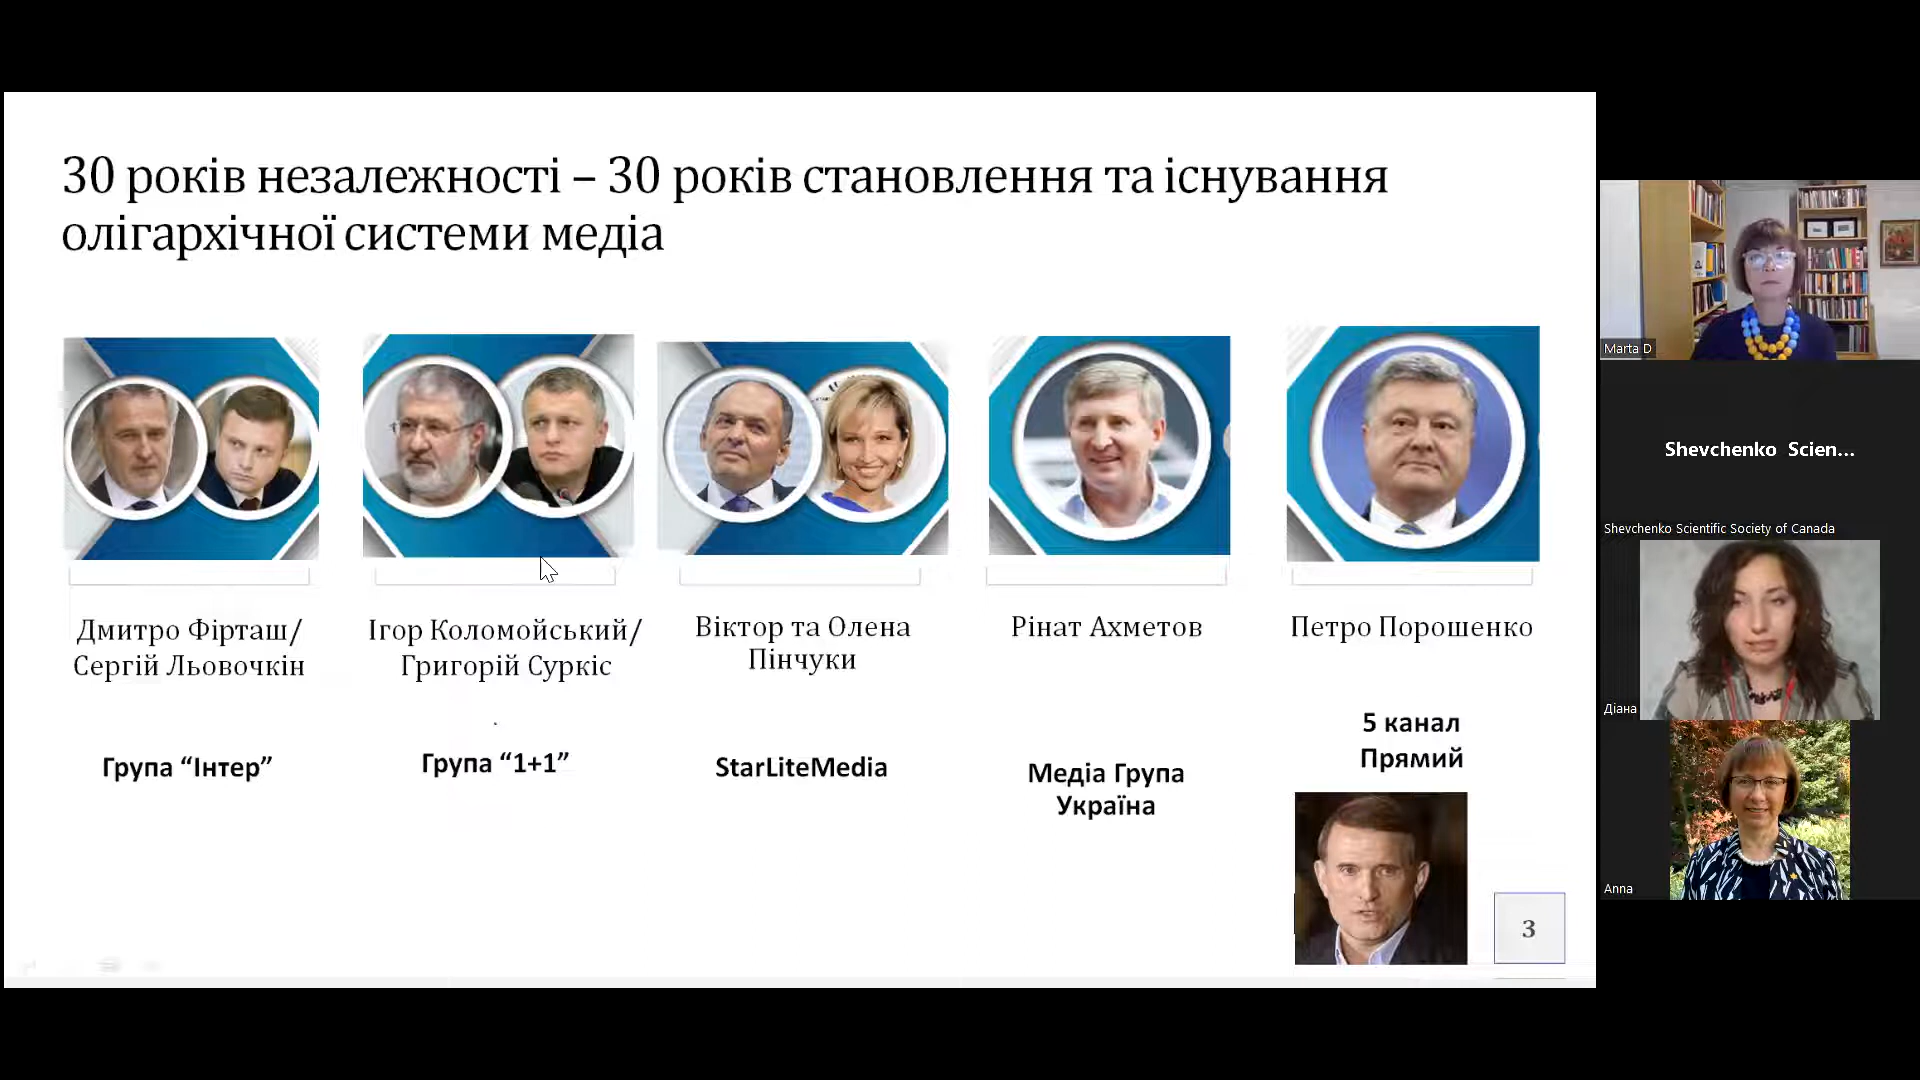 30 років незалежності – 30 років становлення та існування
олігархічної системи медіа
Дмитро Фірташ/
Сергій Льовочкін
Ігор Коломойський/
Григорій Суркіс
Віктор та Олена
Пінчуки
Рінат Ахметов
Петро Порошенко
Група “Інтер”
Група “1+1”
StarLiteMedia
Медіа Група
Україна
5 канал
Прямий
3
Marta D
Shevchenko Scien...
Shevchenko Scientific Society of Canada
Діана
Anna